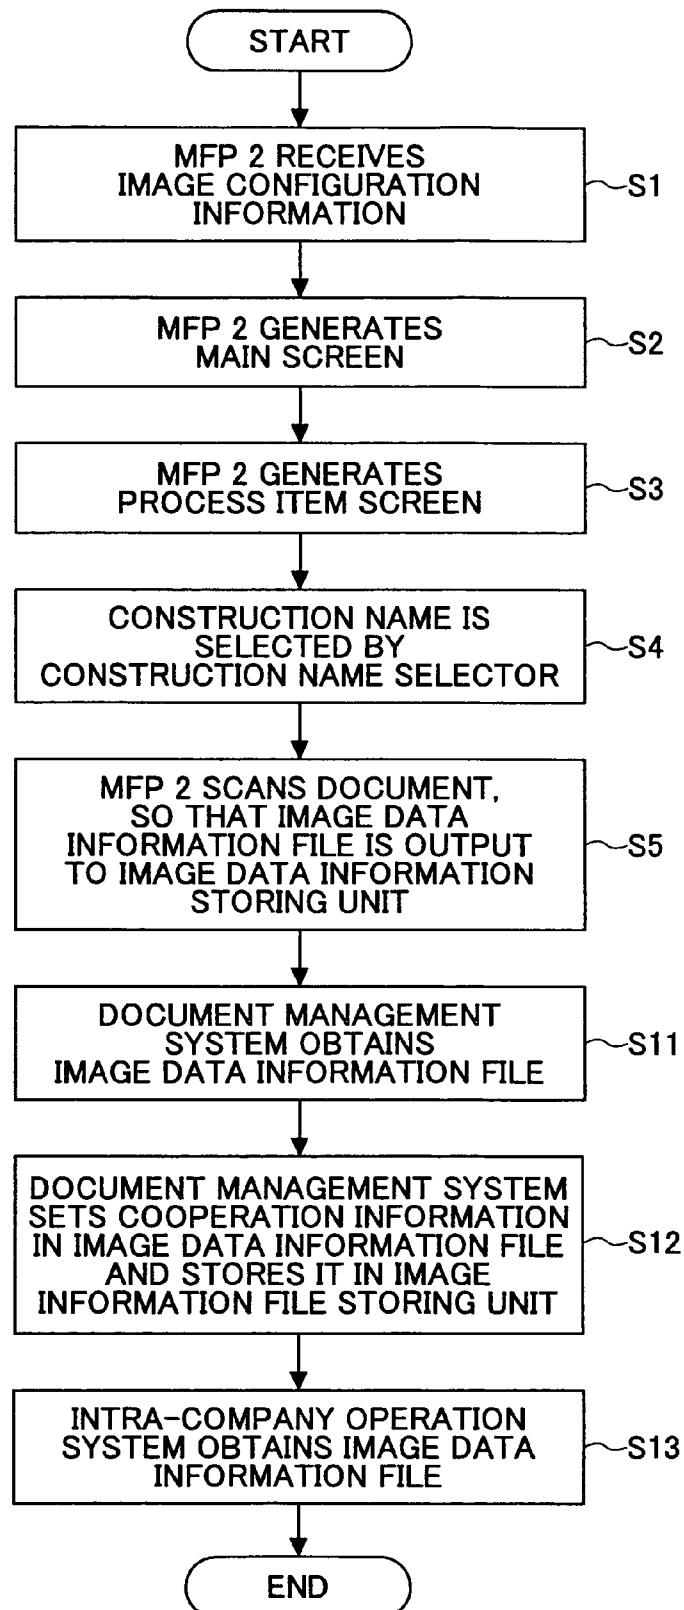 START
MFP 2 RECEIVES
IMAGE CONFIGURATION
INFORMATION
S1
MFP 2 GENERATES
MAIN SCREEN
S2
MFP 2 GENERATES
PROCESS ITEM SCREEN
S3
CONSTRUCTION NAME IS
SELECTED BY
CONSTRUCTION NAME SELECTOR
S4
MFP 2 SCANS DOCUMENT,
SO THAT IMAGE DATA
INFORMATION FILE IS OUTPUT
TO IMAGE DATA INFORMATION
STORING UNIT
S5
DOCUMENT MANAGEMENT
SYSTEM OBTAINS
IMAGE DATA INFORMATION FILE
S11
DOCUMENT MANAGEMENT SYSTEM
SETS COOPERATION INFORMATION
IN IMAGE DATA INFORMATION FILE
AND STORES IT IN IMAGE
INFORMATION FILE STORING UNIT
S12
INTRA-COMPANY OPERATION
SYSTEM OBTAINS IMAGE DATA
INFORMATION FILE
S13
END